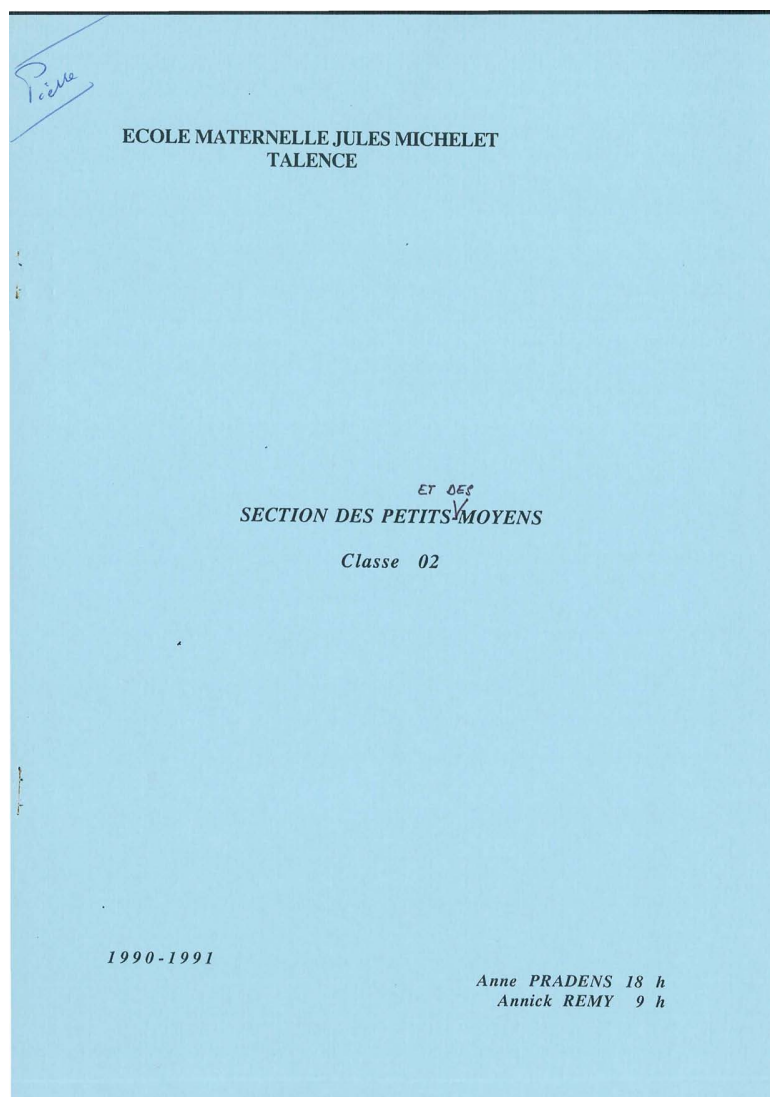 Pierre
ECOLE MATERNELLE JULES MICHELET
TALENCE
ET DES
SECTION DES PETITS MOYENS
Classe 02
1990-1991
Anne PRADENS 18 h
Annick REMY 9 h